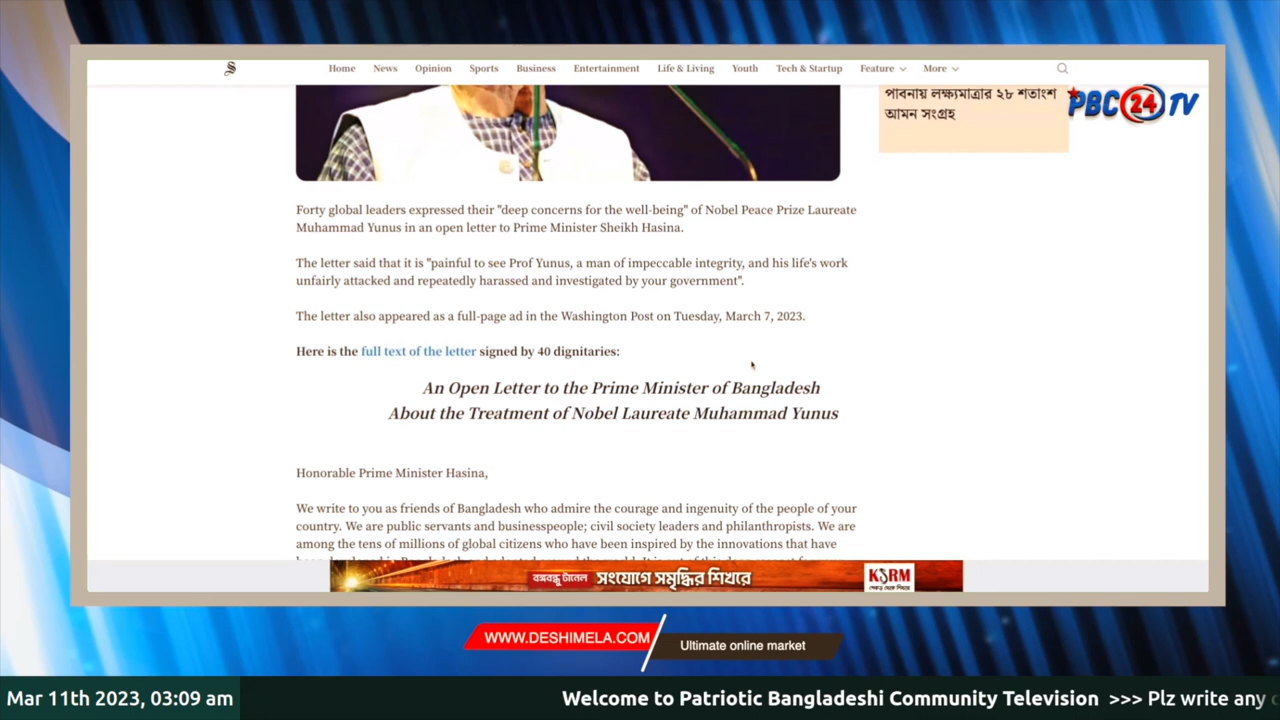 S
Home News Opinion Sports Business Entertainment Life & Living Youth Tech & Startup Feature More
পাবনায় লক্ষ্যমাত্রার ২৮ শতাংশ
আমন সংগ্রহ
PBC 24 TV
Forty global leaders expressed their "deep concerns for the well-being" of Nobel Peace Prize Laureate
Muhammad Yunus in an open letter to Prime Minister Sheikh Hasina.
The letter said that it is "painful to see Prof Yunus, a man of impeccable integrity, and his life's work
unfairly attacked and repeatedly harassed and investigated by your government".
The letter also appeared as a full-page ad in the Washington Post on Tuesday, March 7, 2023.
Here is the full text of the letter signed by 40 dignitaries:
An Open Letter to the Prime Minister of Bangladesh
About the Treatment of Nobel Laureate Muhammad Yunus
Honorable Prime Minister Hasina,
We write to you as friends of Bangladesh who admire the courage and ingenuity of the people of your
country. We are public servants and businesspeople; civil society leaders and philanthropists. We are
among the tens of millions of global citizens who have been inspired by the innovations that have
বঙ্গবন্ধু টানেল সংযোগে সমৃদ্ধির শিখরে KSRM
WWW.DESHIMELA.COM
Ultimate online market
Mar 11th 2023, 03:09 am
Welcome to Patriotic Bangladeshi Community Television >>> Plz write any